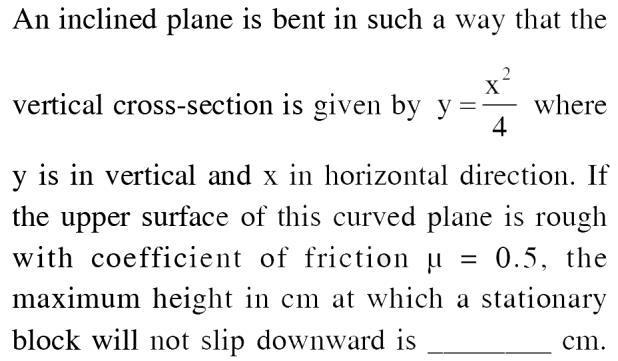 An inclined plane is bent in such a way that the
vertical cross-section is given by y = x²/4 where
y is in vertical and x in horizontal direction. If
the upper surface of this curved plane is rough
with coefficient of friction μ = 0.5, the
maximum height in cm at which a stationary
block will not slip downward is _________ cm.